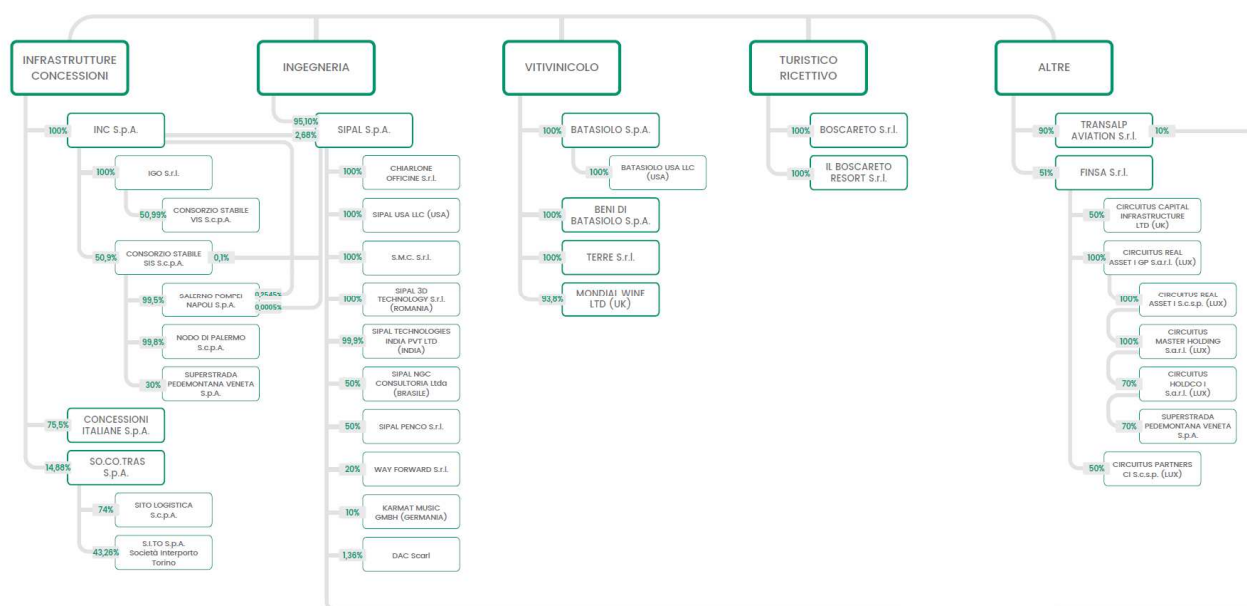 INFRASTRUTTURE
CONCESSIONI
100%
INC S.p.A.
100%
IGO S.r.l.
50,99%
CONSORZIO STABILE
VIS S.c.p.A.
50,9%
CONSORZIO STABILE
SIS S.c.p.A.
0,1%
99,5%
SALERNO POMPEI
NAPOLI S.p.A.
0,2545%
0,0005%
99,8%
NODO DI PALERMO
S.c.p.A.
30%
SUPERSTRADA
PEDEMONTANA VENETA
S.p.A.
75,5%
CONCESSIONI
ITALIANE S.p.A.
14,88%
SO.CO.TRAS
S.p.A.
74%
SITO LOGISTICA
S.c.p.A.
43,26%
S.I.TO S.p.A.
Società Interporto
Torino
INGEGNERIA
95,10%
2,68%
SIPAL S.p.A.
100%
CHIARLONE
OFFICINE S.r.l.
100%
SIPAL USA LLC (USA)
100%
S.M.C. S.r.l.
100%
SIPAL 3D
TECHNOLOGY S.r.l.
(ROMANIA)
99,9%
SIPAL TECHNOLOGIES
INDIA PVT LTD
(INDIA)
50%
SIPAL NGC
CONSULTORIA Ltda
(BRASILE)
50%
SIPAL PENCO S.r.l.
20%
WAY FORWARD S.r.l.
10%
KARMAT MUSIC
GMBH (GERMANIA)
1,36%
DAC Scarl
VITIVINICOLO
100%
BATASIOLO S.p.A.
100%
BATASIOLO USA LLC
(USA)
100%
BENI DI
BATASIOLO S.p.A.
100%
TERRE S.r.l.
93,8%
MONDIAL WINE
LTD (UK)
TURISTICO
RICETTIVO
100%
BOSCARETO S.r.l.
100%
IL BOSCARETO
RESORT S.r.l.
ALTRE
90%
TRANSALP
AVIATION S.r.l.
10%
51%
FINSA S.r.l.
50%
CIRCUITUS CAPITAL
INFRASTRUCTURE
LTD (UK)
100%
CIRCUITUS REAL
ASSET I GP S.a.r.l. (LUX)
100%
CIRCUITUS REAL
ASSET I S.c.s.p. (LUX)
100%
CIRCUITUS
MASTER HOLDING
S.a.r.l. (LUX)
70%
CIRCUITUS
HOLDCO I
S.a.r.l. (LUX)
70%
SUPERSTRADA
PEDEMONTANA VENETA
S.p.A.
50%
CIRCUITUS PARTNERS
CI S.c.s.p. (LUX)